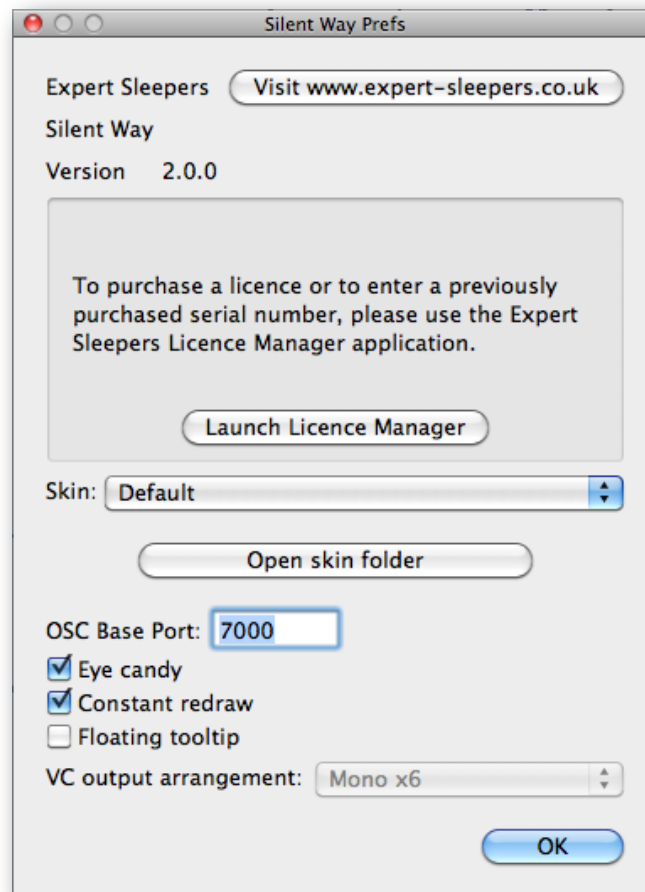 Silent Way Prefs
Expert Sleepers Visit www.expert-sleepers.co.uk
Silent Way
Version 2.0.0
To purchase a licence or to enter a previously
purchased serial number, please use the Expert
Sleepers Licence Manager application.
Launch Licence Manager
Skin: Default
Open skin folder
OSC Base Port: 7000
Eye candy
Constant redraw
Floating tooltip
VC output arrangement: Mono x6
OK